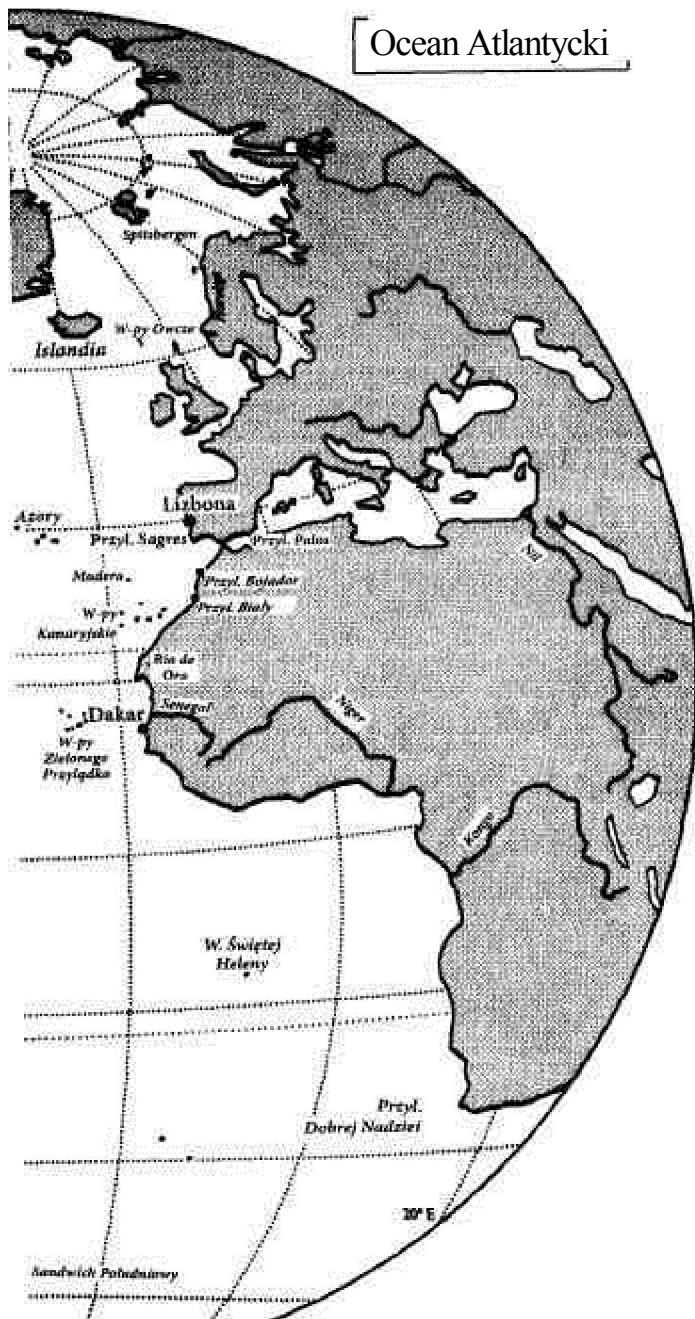 Ocean Atlantycki
Spitsbergen
W-py Owcze
Islandia
Lizbona
Azory
Przyl. Sagres
Przyl. Palos
Nil
Madera
Przyl. Bojador
Przyl. Biały
W-py
Kanaryjskie
Rio de
Oro
Senegal
Dakar
Niger
W-py
Zielonego
Przylądka
Kongo
W. Świętej
Heleny
Przyl.
Dobrej Nadziei
20° E
Sandwich Południowy